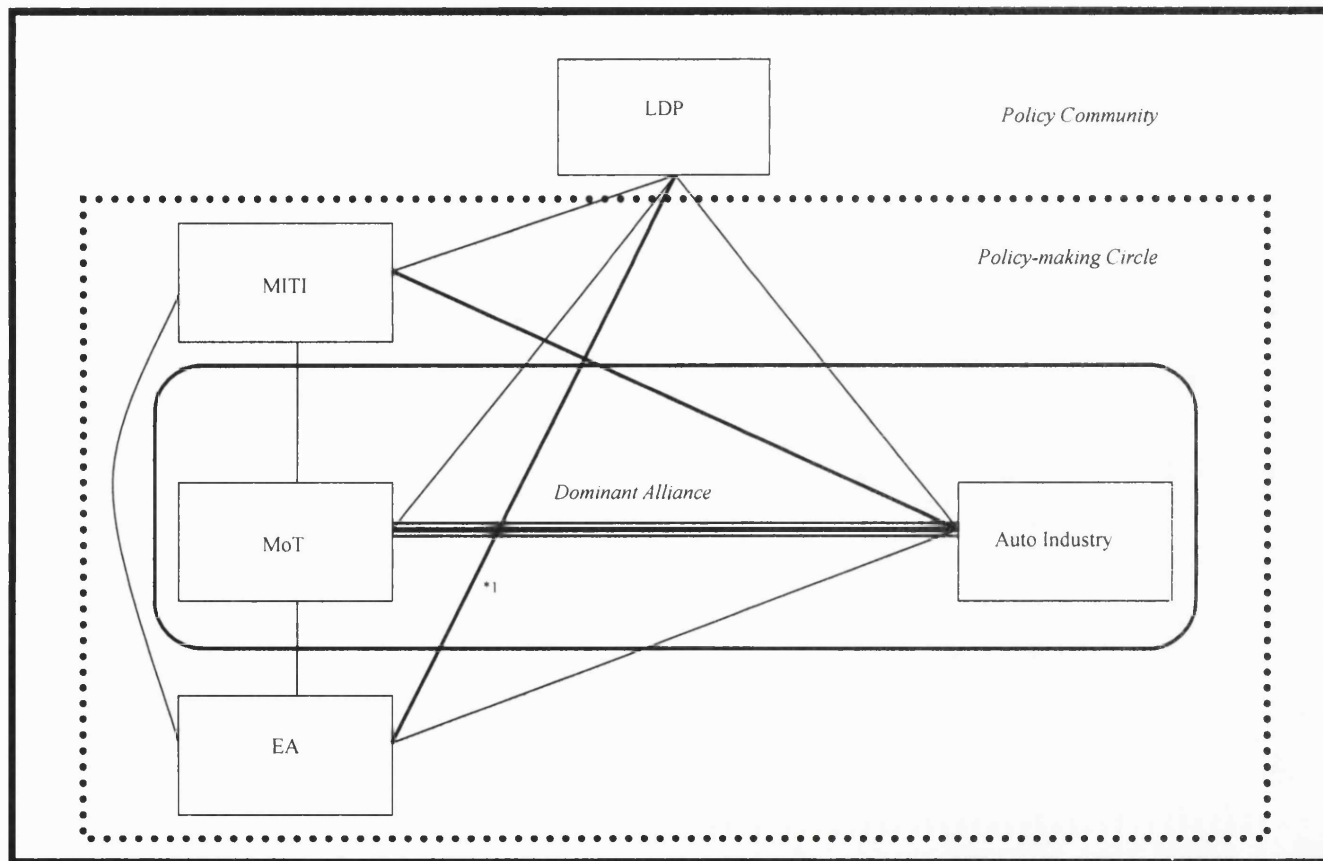 LDP
Policy Community
Policy-making Circle
MITI
Dominant Alliance
MoT
Auto Industry
*1
EA